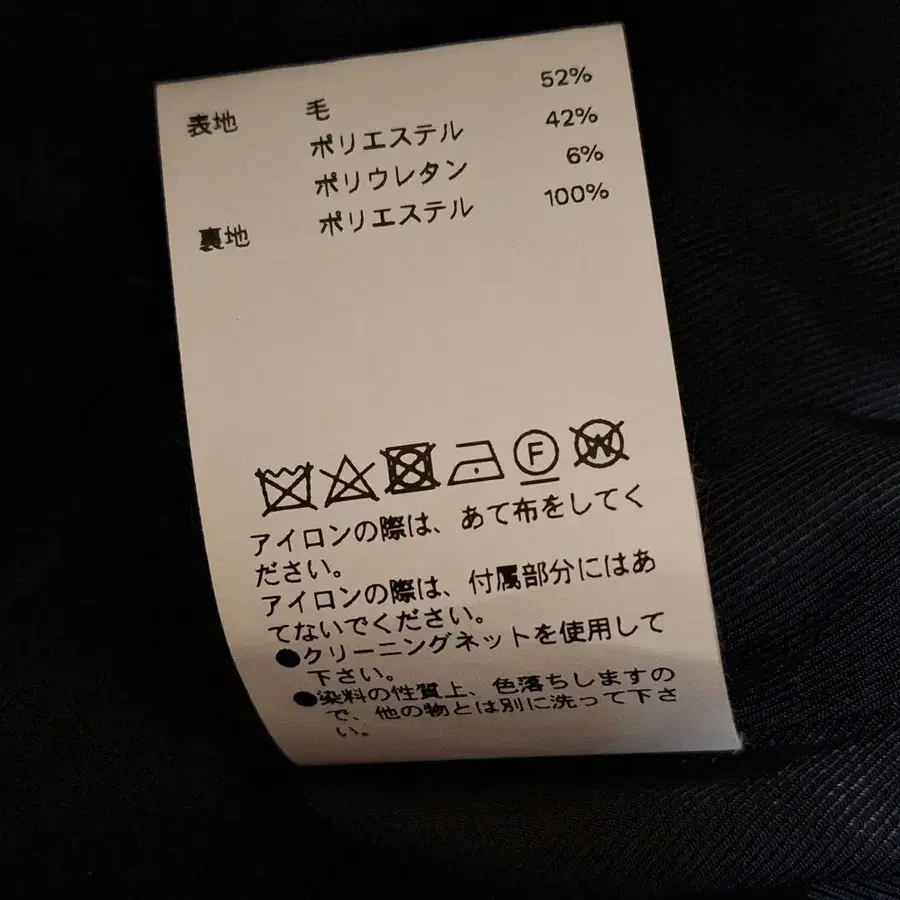 表地 毛 52%
ポリエステル 42%
ポリウレタン 6%
裏地 ポリエステル 100%
F W
アイロンの際は、あて布をしてく
ださい。
アイロンの際は、付属部分にはあ
てないでください。
●クリーニングネットを使用して
下さい。
●染料の性質上、色落ちしますの
で、他の物とは別に洗って下さ
い。